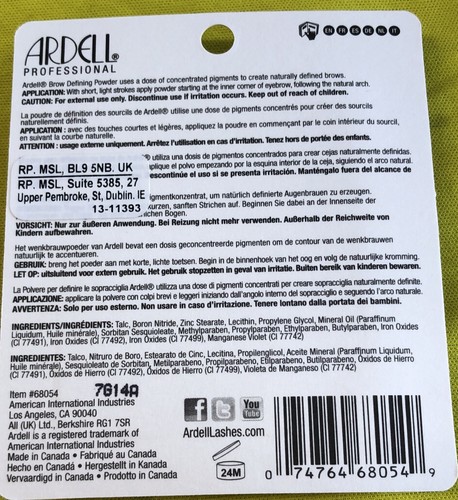 EN FR ES DE NL IT
ARDELL®
PROFESSIONAL
Ardell® Brow Defining Powder uses a dose of concentrated pigments to create naturally defined brows.
APPLICATION: With short, light strokes apply powder starting at the inner corner of eyebrow, following the natural arch.
CAUTION: For external use only. Discontinue use if irritation occurs. Keep out of reach of children.
La poudre de définition des sourcils de Ardell® utilise une dose de pigments concentrés pour créer des sourcils
naturellement définis.
APPLICATION : avec des touches courtes et légères, appliquez la poudre en commençant par le coin intérieur du sourcil,
en suivant la courbe naturelle.
ATTENTION : usage externe uniquement. Arrêtez l'utilisation en cas d'irritation. Tenez hors de portée des enfants.
® utiliza una dosis de pigmentos concentrados para crear cejas naturalmente definidas.
aplique el polvo empezando por la esquina interior de la ceja, siguiendo el arco natural.
escontinúe el uso si se presenta irritación. Manténgalo fuera del alcance de
RP. MSL, BL9 5NB. UK
RP. MSL, Suite 5385, 27
Upper Pembroke, St, Dublin. IE
13-11393
pigmentkonzentrat, um natürlich definierte Augenbrauen zu erzeugen.
kurzen, sanften Strichen auf. Beginnen Sie dabei an der Innenseite der
lichen Bogen.
VORSICHT: Nur zur äußeren Anwendung. Bei Reizung nicht mehr verwenden. Außerhalb der Reichweite von
Kindern aufbewahren.
Het wenkbrauwpoeder van Ardell bevat een dosis geconcentreerde pigmenten om de contour van de wenkbrauwen
natuurlijk te accentueren.
GEBRUIK: breng het poeder aan met korte, lichte toetsen. Begin in de binnenhoek van het oog en volg de natuurlijke kromming.
LET OP: uitsluitend voor extern gebruik. Het gebruik stopzetten in geval van irritatie. Buiten bereik van kinderen bewaren.
La Polvere per definire le sopracciglia Ardell® utilizza una dose di pigmenti concentrati per creare sopracciglia naturalmente definite.
APPLICAZIONE: applicare la polvere con colpi brevi e leggeri iniziando dall'angolo interno del sopracciglio e seguendo l'arco naturale.
AVVERTENZA: Solo per uso esterno. Non usare in caso d'irritazione. Tenere lontano dalla portata dei bambini.
INGREDIENTS/INGRÉDIENTS: Talc, Boron Nitride, Zinc Stearate, Lecithin, Propylene Glycol, Mineral Oil (Paraffinum
Liquidum, Huile minérale), Sorbitan Sesquioleate, Methylparaben, Propylparaben, Ethylparaben, Butylparaben, Iron Oxides
(CI 77491), Iron Oxides (CI 77492), Iron Oxides (CI 77499), Manganese Violet (CI 77742)
INGREDIENTES: Talco, Nitruro de Boro, Estearato de Cinc, Lecitina, Propilenglicol, Aceite Mineral (Paraffinum Liquidum,
Huile minérale), Sesquioleato de Sorbitan, Metilparabeno, Propilparabeno, Etilparabeno, Butilparabeno, Óxidos de Hierro
(CI 77491), Óxidos de Hierro (CI 77492), Óxidos de Hierro (CI 77499), Violeta de Manganeso (CI 77742)
Item #68054 7G14A
American International Industries
Los Angeles, CA 90040
AII (UK) Ltd., Berkshire RG1 7SR
Ardell is a registered trademark of
American International Industries
Made in Canada • Fabriqué au Canada
Hecho en Canadá • Hergestellt in Kanada
Vervaardigd in Canada • Prodotto in Canada
f
t
You
Tube
ArdellLashes.com
24M
0 74764 68054 9